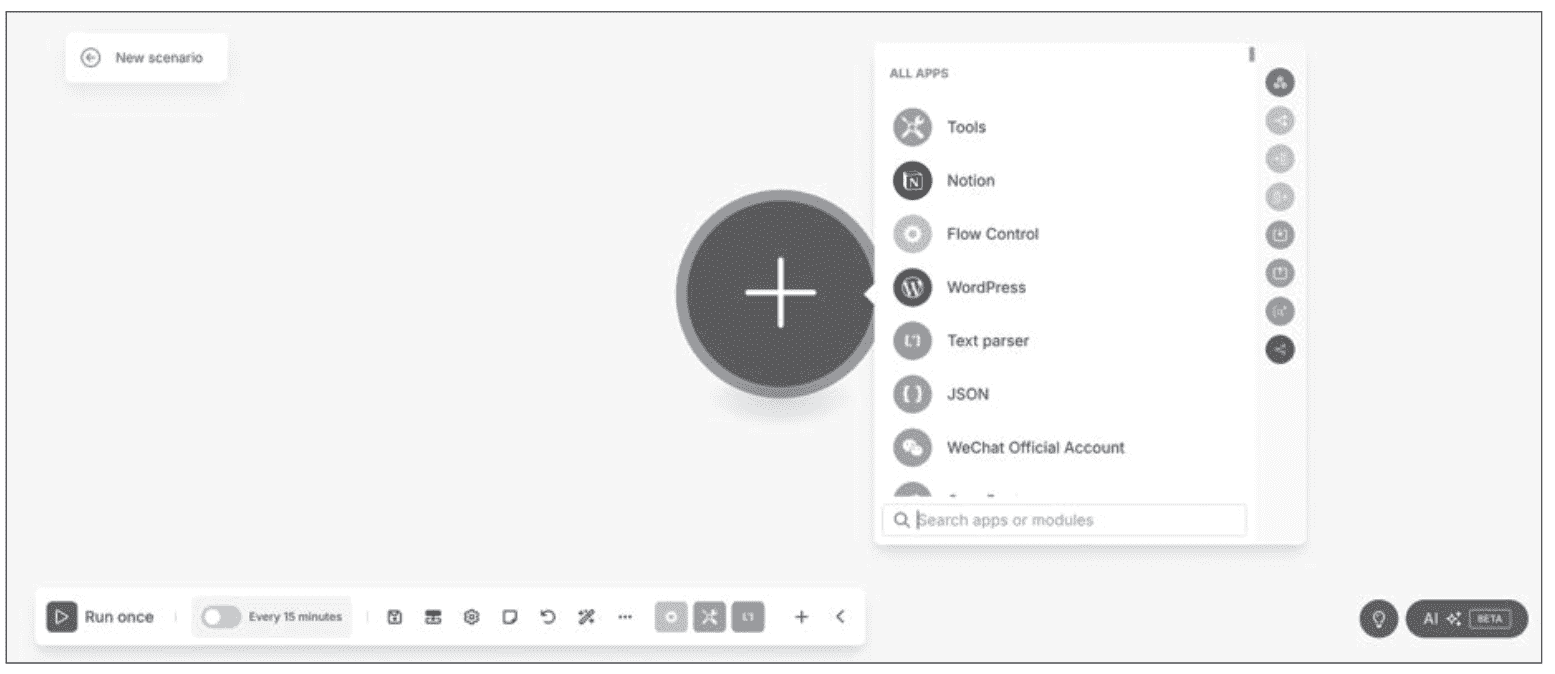 New scenario
ALL APPS
Tools
Notion
Flow Control
WordPress
Text parser
JSON
WeChat Official Account
Search apps or modules
Run once
Every 15 minutes
AI BETA